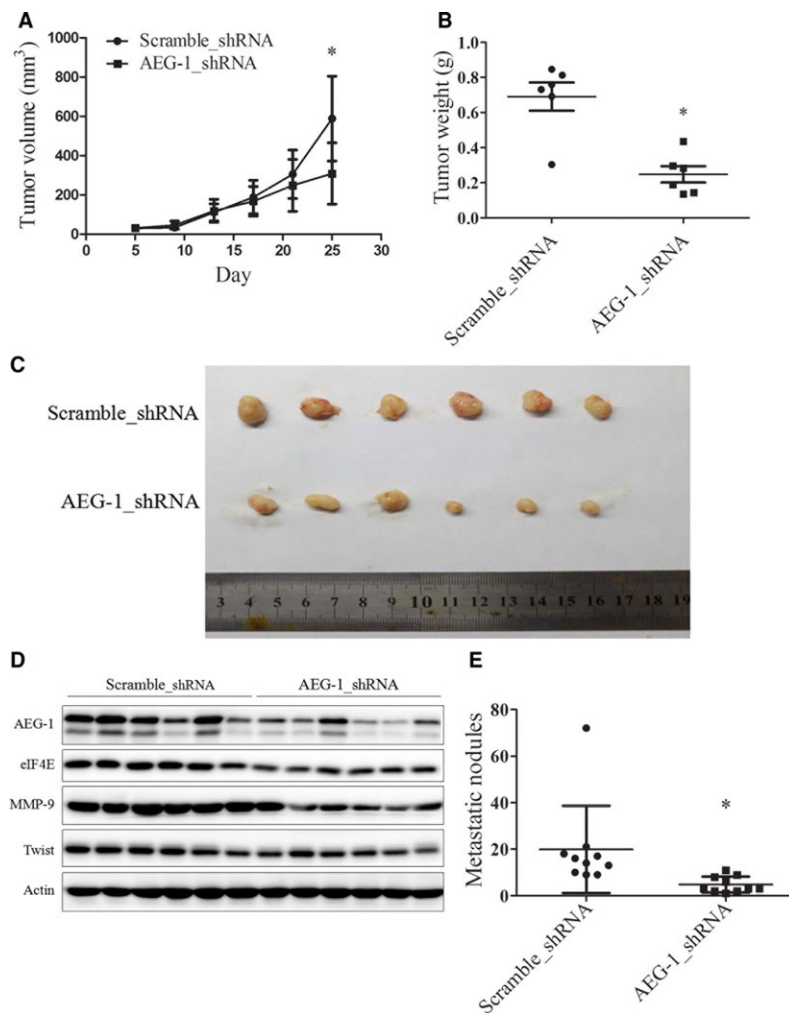 A
Scramble_shRNA
AEG-1_shRNA
*
Tumor volume (mm³)
1000
800
600
400
200
0
0 5 10 15 20 25 30
Day
B
Tumor weight (g)
1.0
0.8
0.6
0.4
0.2
0.0
*
Scramble_shRNA
AEG-1_shRNA
C
Scramble_shRNA
AEG-1_shRNA
3 4 5 6 7 8 9 10 11 12 13 14 15 16 17 18 19
D
Scramble_shRNA AEG-1_shRNA
AEG-1
eIF4E
MMP-9
Twist
Actin
E
Metastatic nodules
80
60
40
20
0
*
Scramble_shRNA
AEG-1_shRNA